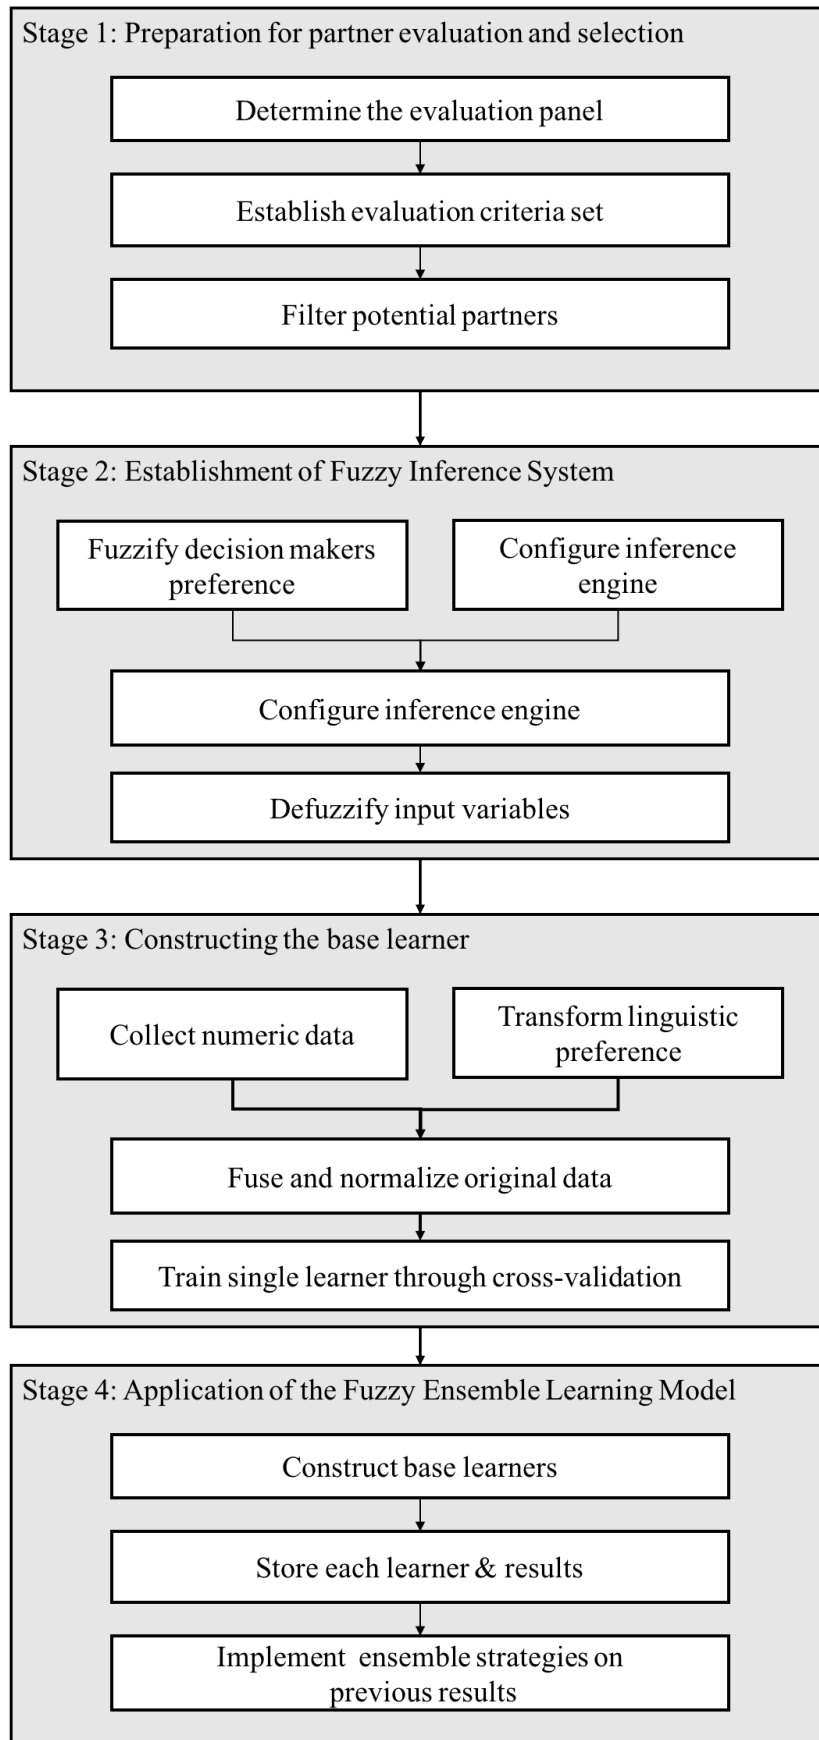 Stage 1: Preparation for partner evaluation and selection
Determine the evaluation panel
Establish evaluation criteria set
Filter potential partners
Stage 2: Establishment of Fuzzy Inference System
Fuzzify decision makers
preference
Configure inference
engine
Configure inference engine
Defuzzify input variables
Stage 3: Constructing the base learner
Collect numeric data
Transform linguistic
preference
Fuse and normalize original data
Train single learner through cross-validation
Stage 4: Application of the Fuzzy Ensemble Learning Model
Construct base learners
Store each learner & results
Implement ensemble strategies on
previous results